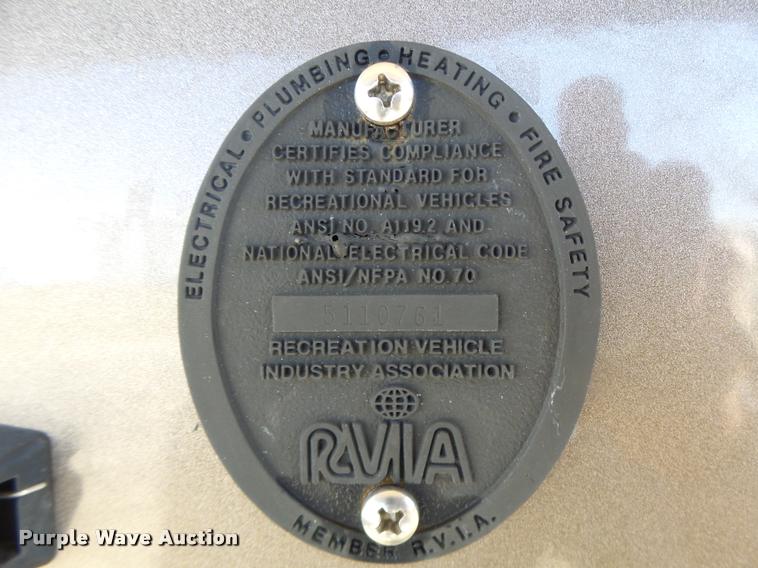 ELECTRICAL • PLUMBING • HEATING • FIRE SAFETY
MANUFACTURER
CERTIFIES COMPLIANCE
WITH STANDARD FOR
RECREATIONAL VEHICLES
ANSI NO. A119.2 AND
NATIONAL ELECTRICAL CODE
ANSI/NFPA NO. 70
5110761
RECREATION VEHICLE
INDUSTRY ASSOCIATION
RVIA
MEMBER R.V.I.A.
Purple Wave Auction